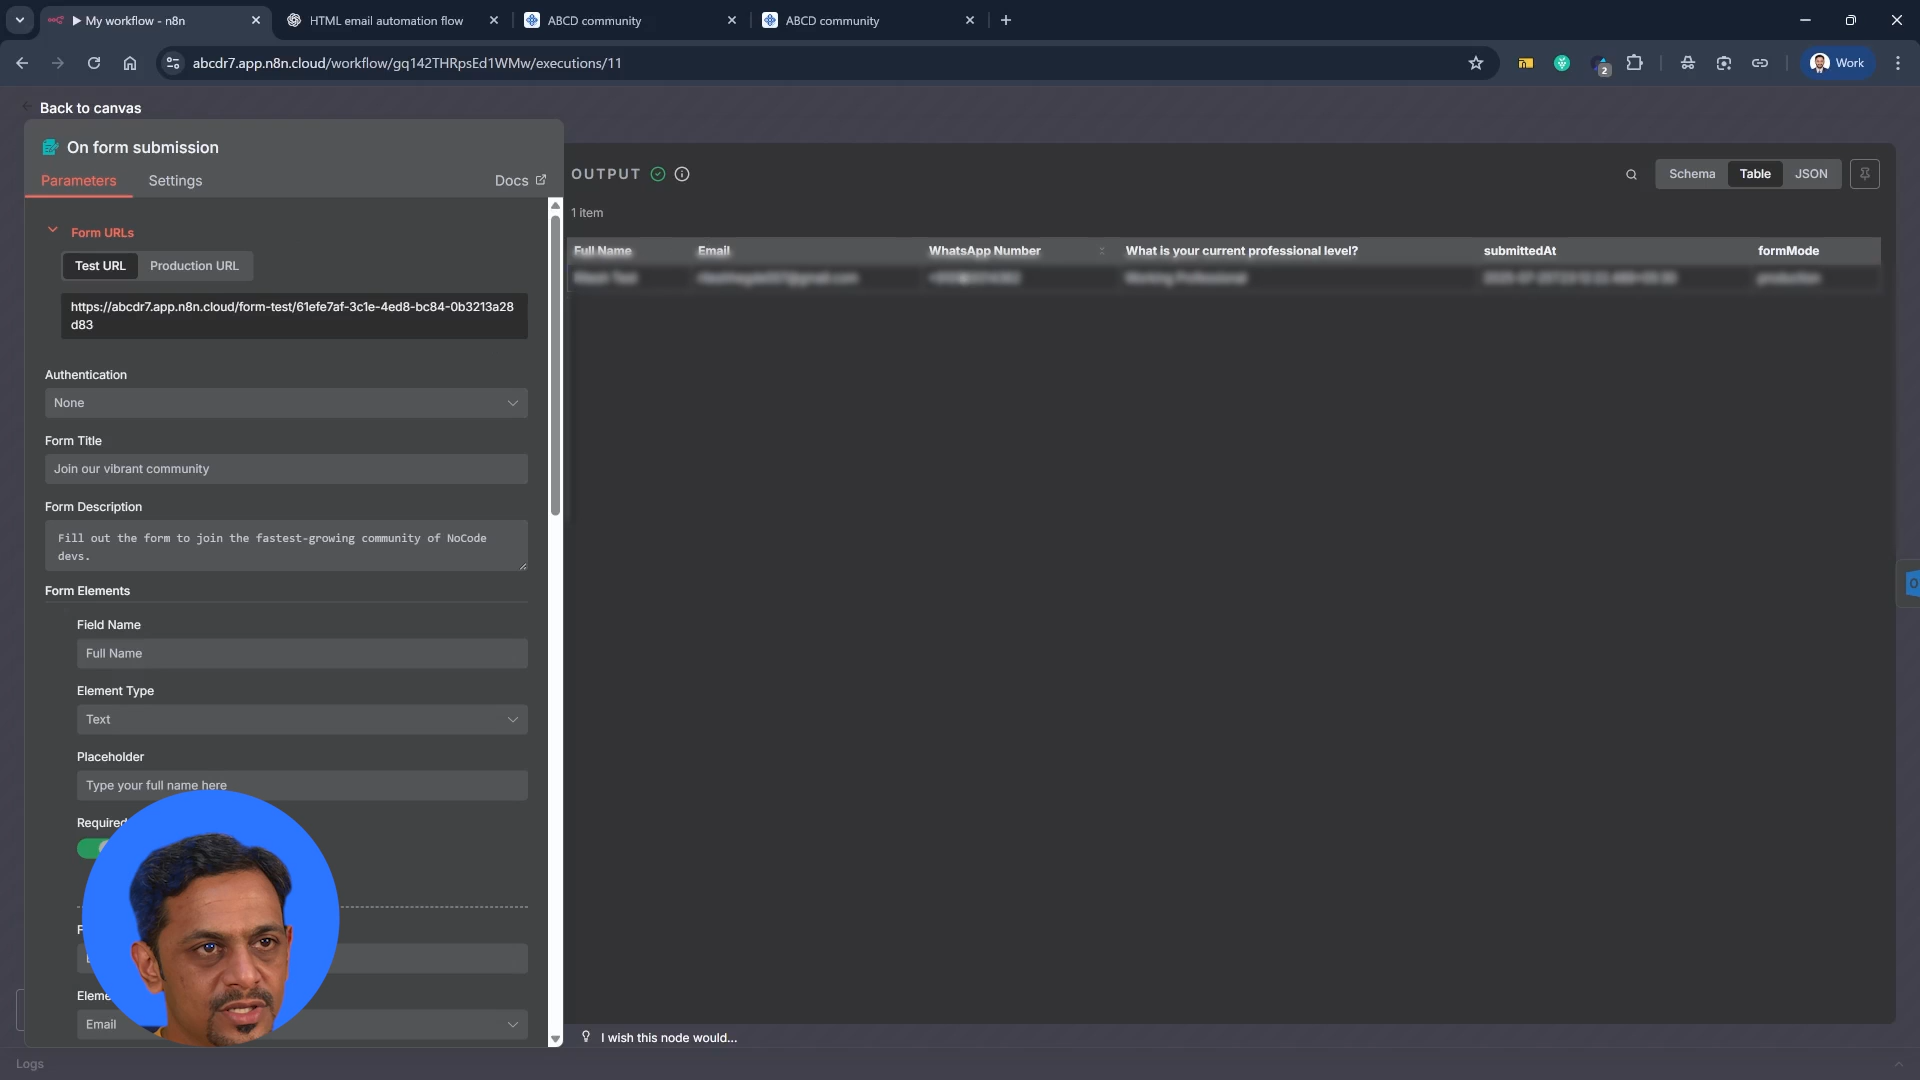 My workflow - n8n
HTML email automation flow
ABCD community
ABCD community
abcdr7.app.n8n.cloud/workflow/gq142THRpsEd1WMw/executions/11
2
Work
Back to canvas
On form submission
Parameters
Settings
Docs
Form URLs
Test URL
Production URL
https://abcdr7.app.n8n.cloud/form-test/61efe7af-3c1e-4ed8-bc84-0b3213a28
d83
Authentication
None
Form Title
Join our vibrant community
Form Description
Fill out the form to join the fastest-growing community of NoCode
devs.
Form Elements
Field Name
Full Name
Element Type
Text
Placeholder
Type your full name here
Required
Email
OUTPUT
Schema
Table
JSON
1 item
Full Name
Email
WhatsApp Number
What is your current professional level?
submittedAt
formMode
I wish this node would...
Logs